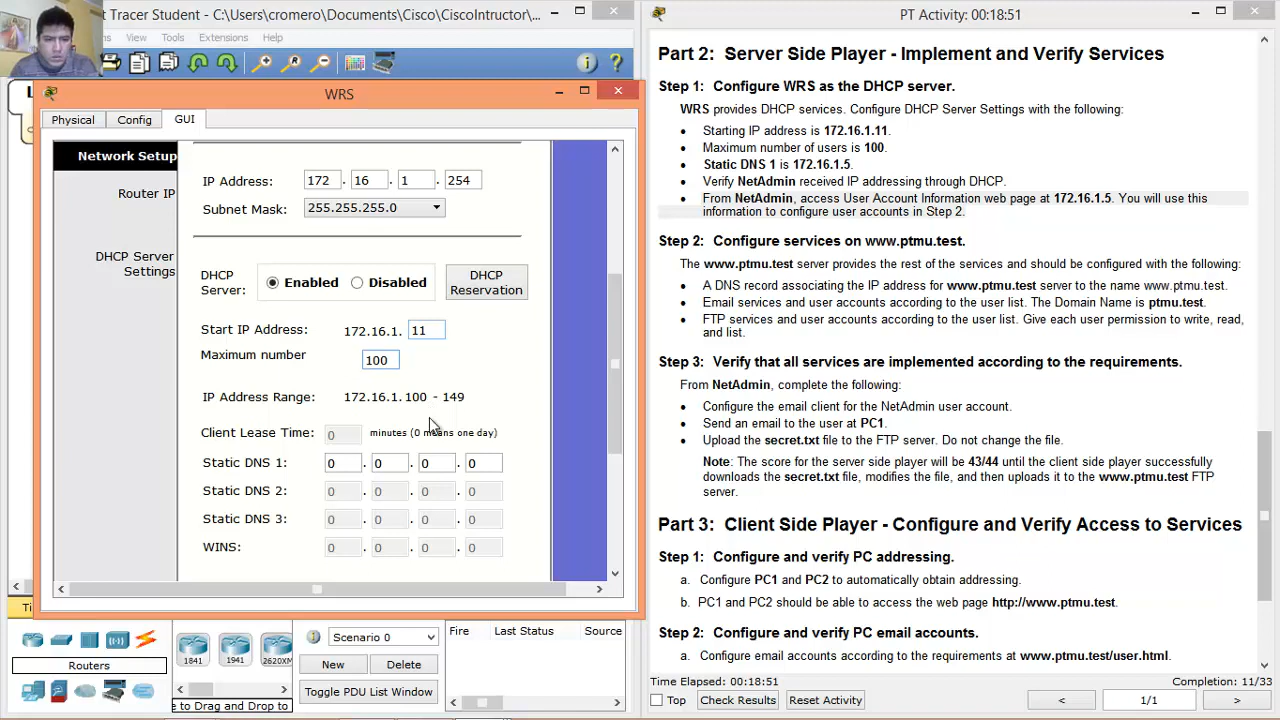 t Tracer Student - C:\Users\cromero\Documents\Cisco\CiscoIntructor\...
View Tools Extensions Help
WRS
Physical Config GUI
Network Setup
Router IP
IP Address: 172 . 16 . 1 . 254
Subnet Mask: 255.255.255.0
DHCP Server
Settings
DHCP
Server:
Enabled Disabled
DHCP
Reservation
Start IP Address: 172.16.1. 11
Maximum number 100
IP Address Range: 172.16.1.100 - 149
Client Lease Time: 0 minutes (0 means one day)
Static DNS 1: 0 . 0 . 0 . 0
Static DNS 2: 0 . 0 . 0 . 0
Static DNS 3: 0 . 0 . 0 . 0
WINS: 0 . 0 . 0 . 0
Ti
Routers
1841 1941 2620XM
e to Drag and Drop to
Scenario 0
New Delete
Toggle PDU List Window
Fire Last Status Source
PT Activity: 00:18:51
Part 2: Server Side Player - Implement and Verify Services
Step 1: Configure WRS as the DHCP server.
WRS provides DHCP services. Configure DHCP Server Settings with the following:
• Starting IP address is 172.16.1.11.
• Maximum number of users is 100.
• Static DNS 1 is 172.16.1.5.
• Verify NetAdmin received IP addressing through DHCP.
• From NetAdmin, access User Account Information web page at 172.16.1.5. You will use this
information to configure user accounts in Step 2.
Step 2: Configure services on www.ptmu.test.
The www.ptmu.test server provides the rest of the services and should be configured with the following:
• A DNS record associating the IP address for www.ptmu.test server to the name www.ptmu.test.
• Email services and user accounts according to the user list. The Domain Name is ptmu.test.
• FTP services and user accounts according to the user list. Give each user permission to write, read,
and list.
Step 3: Verify that all services are implemented according to the requirements.
From NetAdmin, complete the following:
• Configure the email client for the NetAdmin user account.
• Send an email to the user at PC1.
• Upload the secret.txt file to the FTP server. Do not change the file.
Note: The score for the server side player will be 43/44 until the client side player successfully
downloads the secret.txt file, modifies the file, and then uploads it to the www.ptmu.test FTP
server.
Part 3: Client Side Player - Configure and Verify Access to Services
Step 1: Configure and verify PC addressing.
a. Configure PC1 and PC2 to automatically obtain addressing.
b. PC1 and PC2 should be able to access the web page http://www.ptmu.test.
Step 2: Configure and verify PC email accounts.
a. Configure email accounts according to the requirements at www.ptmu.test/user.html.
Time Elapsed: 00:18:51 Completion: 11/33
Top Check Results Reset Activity < 1/1 >